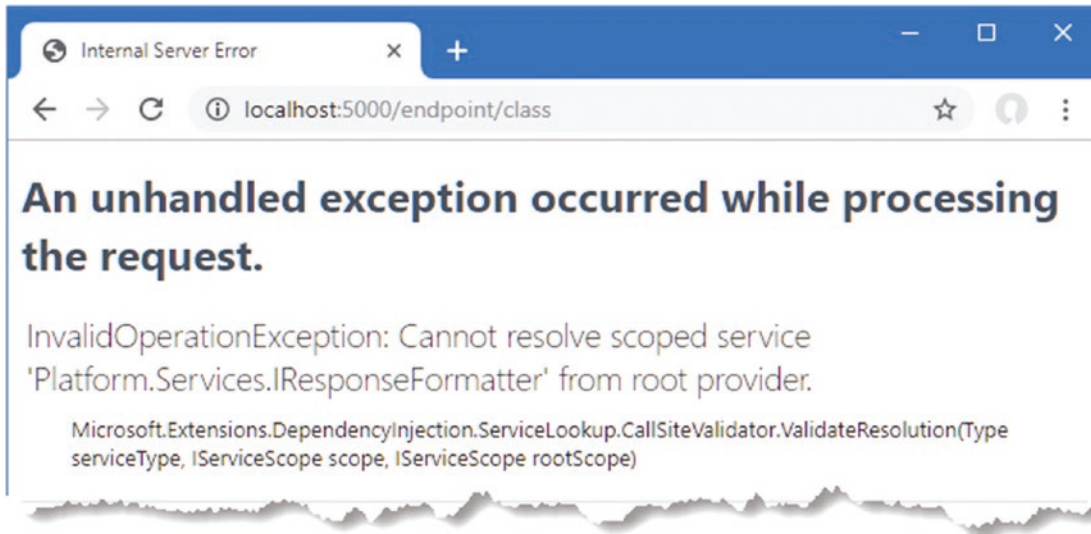 Internal Server Error
localhost:5000/endpoint/class
An unhandled exception occurred while processing
the request.
InvalidOperationException: Cannot resolve scoped service
'Platform.Services.IResponseFormatter' from root provider.
Microsoft.Extensions.DependencyInjection.ServiceLookup.CallSiteValidator.ValidateResolution(Type
serviceType, IServiceScope scope, IServiceScope rootScope)